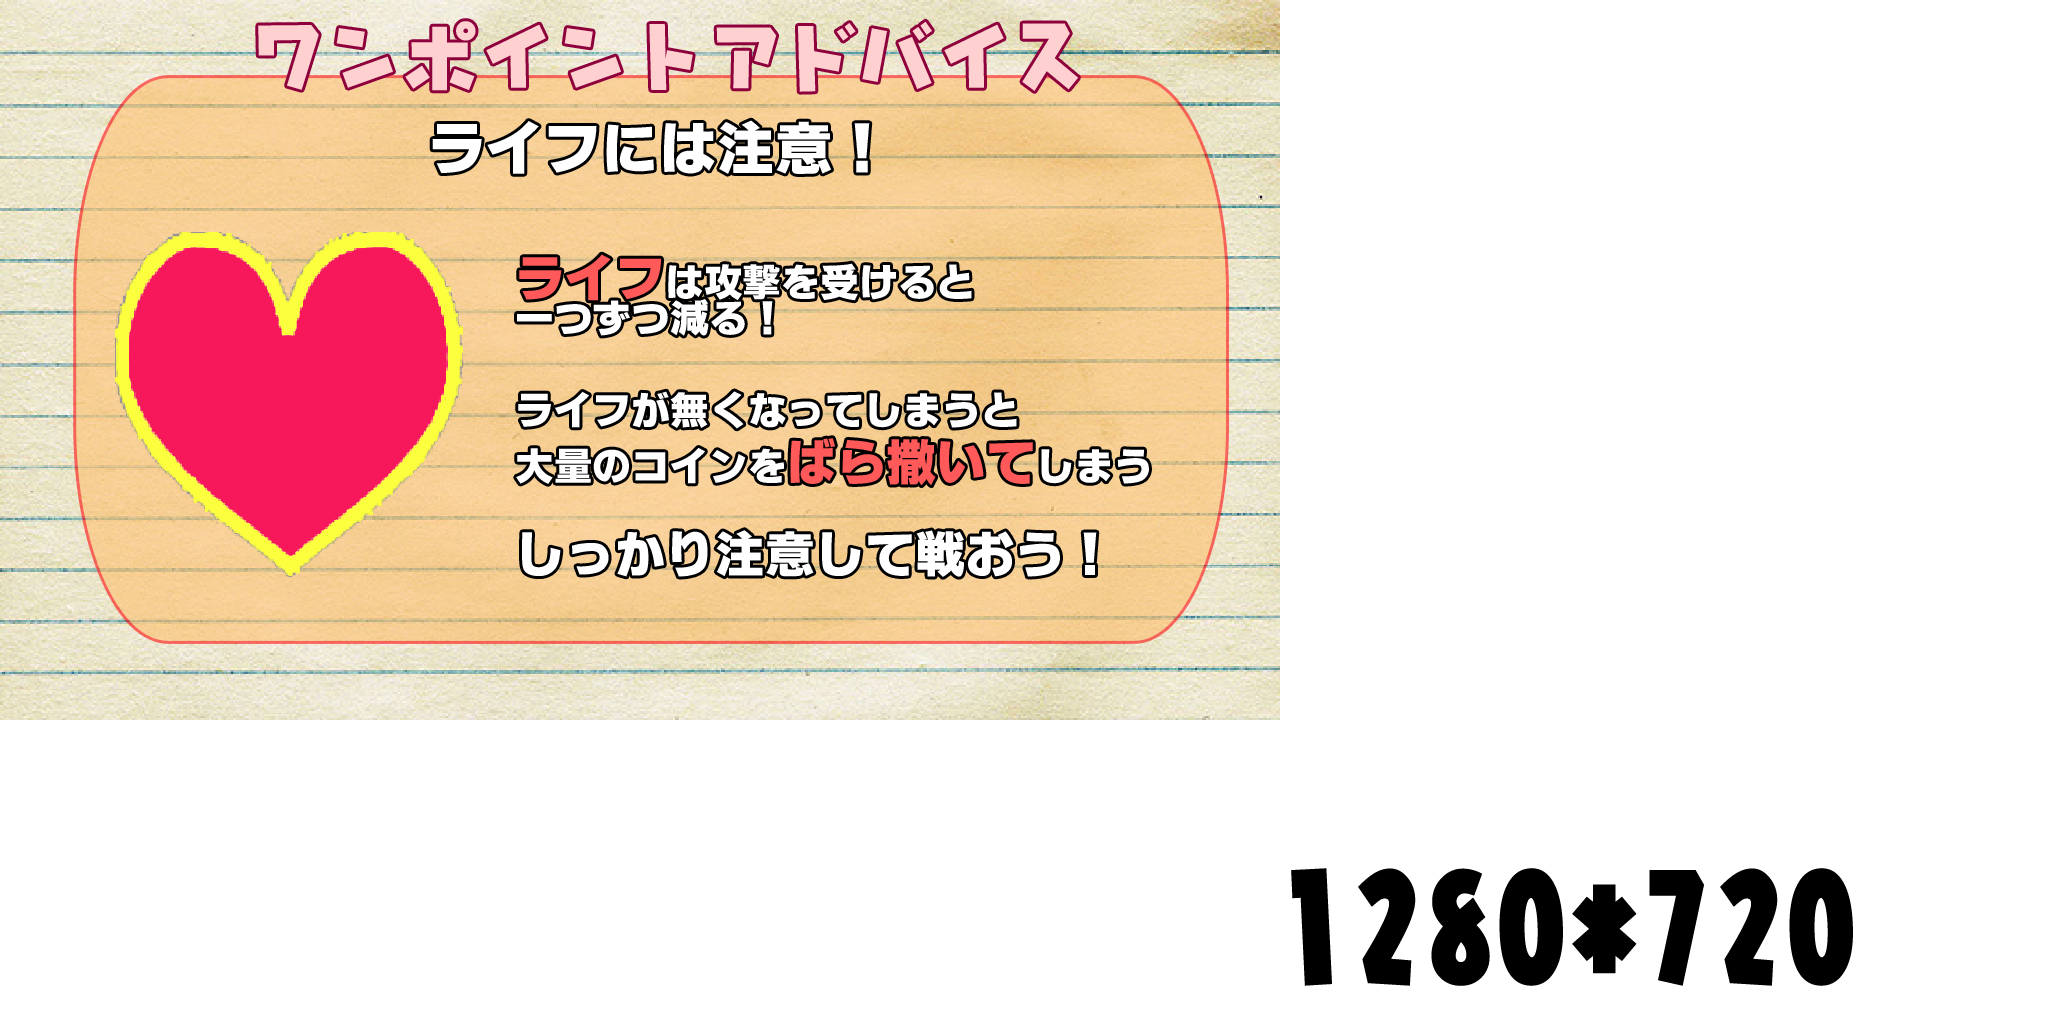 ワンポイントアドバイス
ライフには注意！
ライフは攻撃を受けると
一つずつ減る！
ライフが無くなってしまうと
大量のコインをばら撒いてしまう
しっかり注意して戦おう！
1280*720